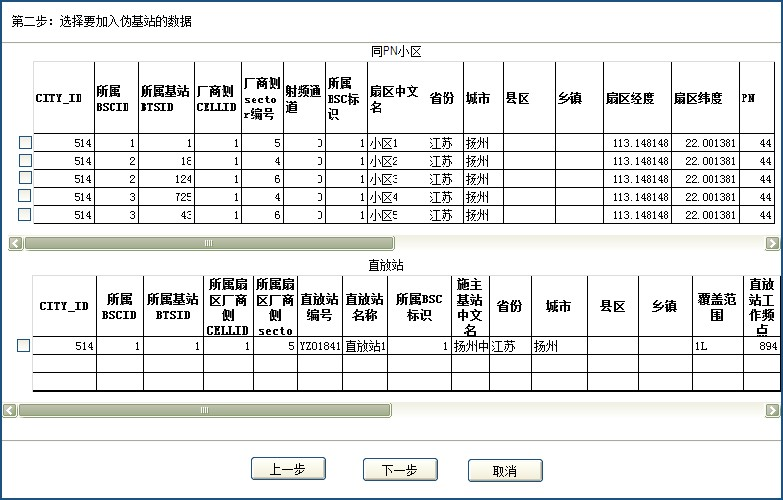 第二步：选择要加入伪基站的数据
同PN小区
CITY_ID 所属BSCID 所属基站BTSID 厂商侧CELLID 厂商侧sector编号 射频通道 所属BSC标识 扇区中文名 省份 城市 县区 乡镇 扇区经度 扇区纬度 PN
514 1 1 1 5 0 1 小区1 江苏 扬州 113.148148 22.001381 44
514 2 18 1 4 0 1 小区2 江苏 扬州 113.148148 22.001381 44
514 2 124 1 6 0 1 小区3 江苏 扬州 113.148148 22.001381 44
514 3 725 1 4 0 1 小区4 江苏 扬州 113.148148 22.001381 44
514 3 43 1 6 0 1 小区5 江苏 扬州 113.148148 22.001381 44
直放站
CITY_ID 所属BSCID 所属基站BTSID 所属扇区厂商侧CELLID 所属扇区厂商侧secto 直放站编号 直放站名称 所属BSC标识 施主基站中文名 省份 城市 县区 乡镇 覆盖范围 直放站工作频点
514 1 1 1 5 YZ01841 直放站1 1 扬州中 江苏 扬州 1L 894
上一步 下一步 取消